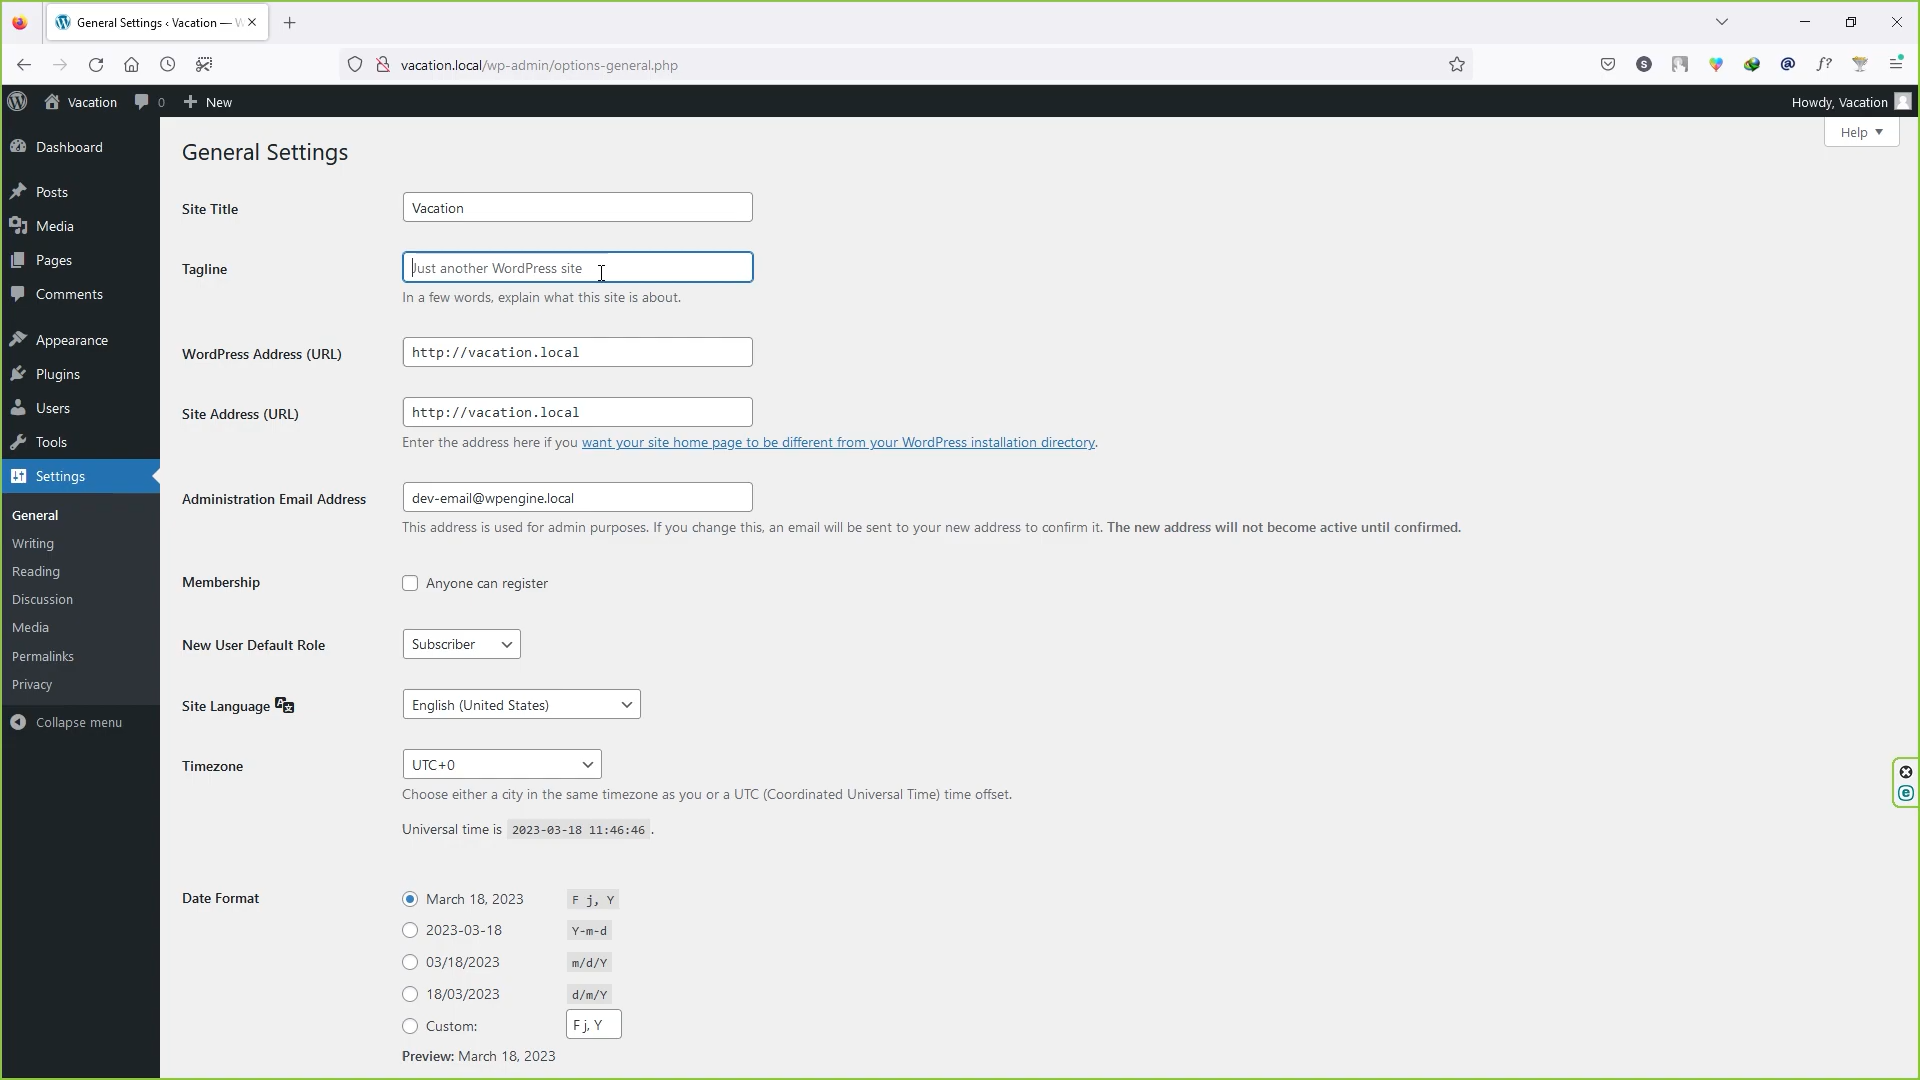 General Settings ‹ Vacation — W
vacation.local/wp-admin/options-general.php
S
@
f?
Vacation
0
New
Howdy, Vacation
Help
Dashboard
Posts
Media
Pages
Comments
Appearance
Plugins
Users
Tools
Settings
General
Writing
Reading
Discussion
Media
Permalinks
Privacy
Collapse menu
General Settings
Site Title
Vacation
Tagline
Just another WordPress site
In a few words, explain what this site is about.
WordPress Address (URL)
http://vacation.local
Site Address (URL)
http://vacation.local
Enter the address here if you want your site home page to be different from your WordPress installation directory.
Administration Email Address
dev-email@wpengine.local
This address is used for admin purposes. If you change this, an email will be sent to your new address to confirm it. The new address will not become active until confirmed.
Membership
Anyone can register
New User Default Role
Subscriber
Site Language
English (United States)
Timezone
UTC+0
Choose either a city in the same timezone as you or a UTC (Coordinated Universal Time) time offset.
Universal time is 2023-03-18 11:46:46 .
Date Format
March 18, 2023 F j, Y
2023-03-18 Y-m-d
03/18/2023 m/d/Y
18/03/2023 d/m/Y
Custom: F j, Y
Preview: March 18, 2023